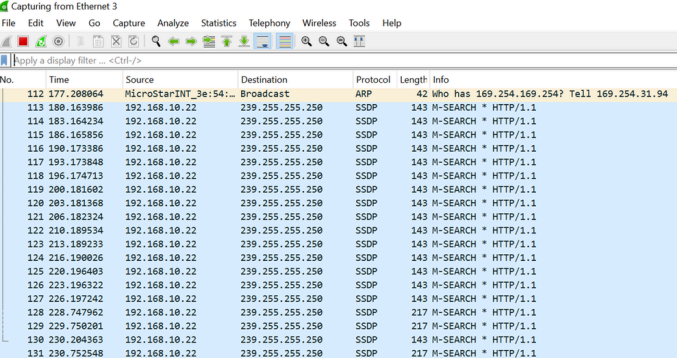 Capturing from Ethernet 3
File Edit View Go Capture Analyze Statistics Telephony Wireless Tools Help
Apply a display filter ... <Ctrl-/>
No. Time Source Destination Protocol Length Info
112 177.208064 MicroStarINT_3e:54:… Broadcast ARP 42 Who has 169.254.169.254? Tell 169.254.31.94
113 180.163986 192.168.10.22 239.255.255.250 SSDP 143 M-SEARCH * HTTP/1.1
114 183.164234 192.168.10.22 239.255.255.250 SSDP 143 M-SEARCH * HTTP/1.1
115 186.165856 192.168.10.22 239.255.255.250 SSDP 143 M-SEARCH * HTTP/1.1
116 190.173386 192.168.10.22 239.255.255.250 SSDP 143 M-SEARCH * HTTP/1.1
117 193.173848 192.168.10.22 239.255.255.250 SSDP 143 M-SEARCH * HTTP/1.1
118 196.174713 192.168.10.22 239.255.255.250 SSDP 143 M-SEARCH * HTTP/1.1
119 200.181602 192.168.10.22 239.255.255.250 SSDP 143 M-SEARCH * HTTP/1.1
120 203.181368 192.168.10.22 239.255.255.250 SSDP 143 M-SEARCH * HTTP/1.1
121 206.182324 192.168.10.22 239.255.255.250 SSDP 143 M-SEARCH * HTTP/1.1
122 210.189534 192.168.10.22 239.255.255.250 SSDP 143 M-SEARCH * HTTP/1.1
123 213.189233 192.168.10.22 239.255.255.250 SSDP 143 M-SEARCH * HTTP/1.1
124 216.190026 192.168.10.22 239.255.255.250 SSDP 143 M-SEARCH * HTTP/1.1
125 220.196403 192.168.10.22 239.255.255.250 SSDP 143 M-SEARCH * HTTP/1.1
126 223.196322 192.168.10.22 239.255.255.250 SSDP 143 M-SEARCH * HTTP/1.1
127 226.197242 192.168.10.22 239.255.255.250 SSDP 143 M-SEARCH * HTTP/1.1
128 228.747962 192.168.10.22 239.255.255.250 SSDP 217 M-SEARCH * HTTP/1.1
129 229.750201 192.168.10.22 239.255.255.250 SSDP 217 M-SEARCH * HTTP/1.1
130 230.204363 192.168.10.22 239.255.255.250 SSDP 143 M-SEARCH * HTTP/1.1
131 230.752548 192.168.10.22 239.255.255.250 SSDP 217 M-SEARCH * HTTP/1.1